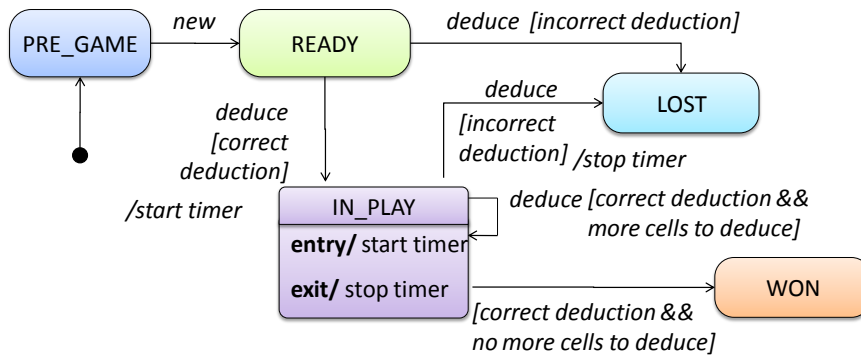 PRE_GAME
new
READY
deduce [incorrect deduction]
LOST
deduce
[correct
deduction]
/start timer
deduce
[incorrect
deduction]
/stop timer
IN_PLAY
entry/ start timer
exit/ stop timer
deduce [correct deduction &&
more cells to deduce]
WON
[correct deduction &&
no more cells to deduce]